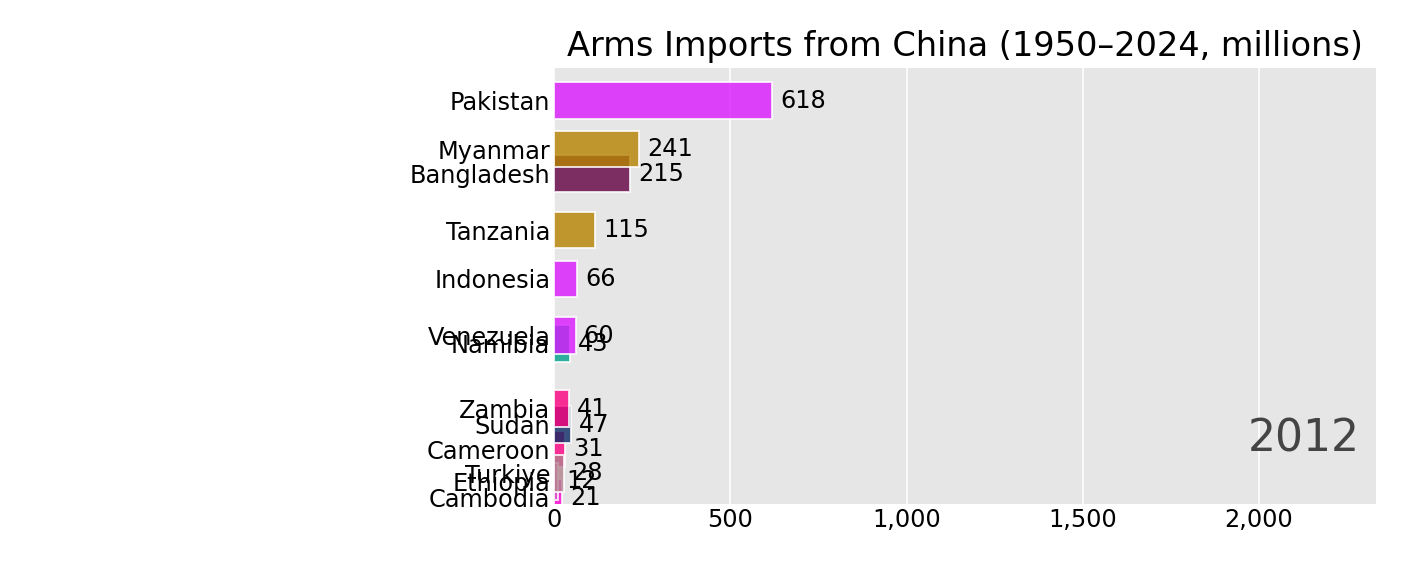 Arms Imports from China (1950–2024, millions)
Pakistan 618
Myanmar 241
Bangladesh 215
Tanzania 115
Indonesia 66
Venezuela 60
Namibia 43
Zambia 41
Sudan 47
Cameroon 31
Turkiye 28
Ethiopia 12
Cambodia 21
2012
0 500 1,000 1,500 2,000